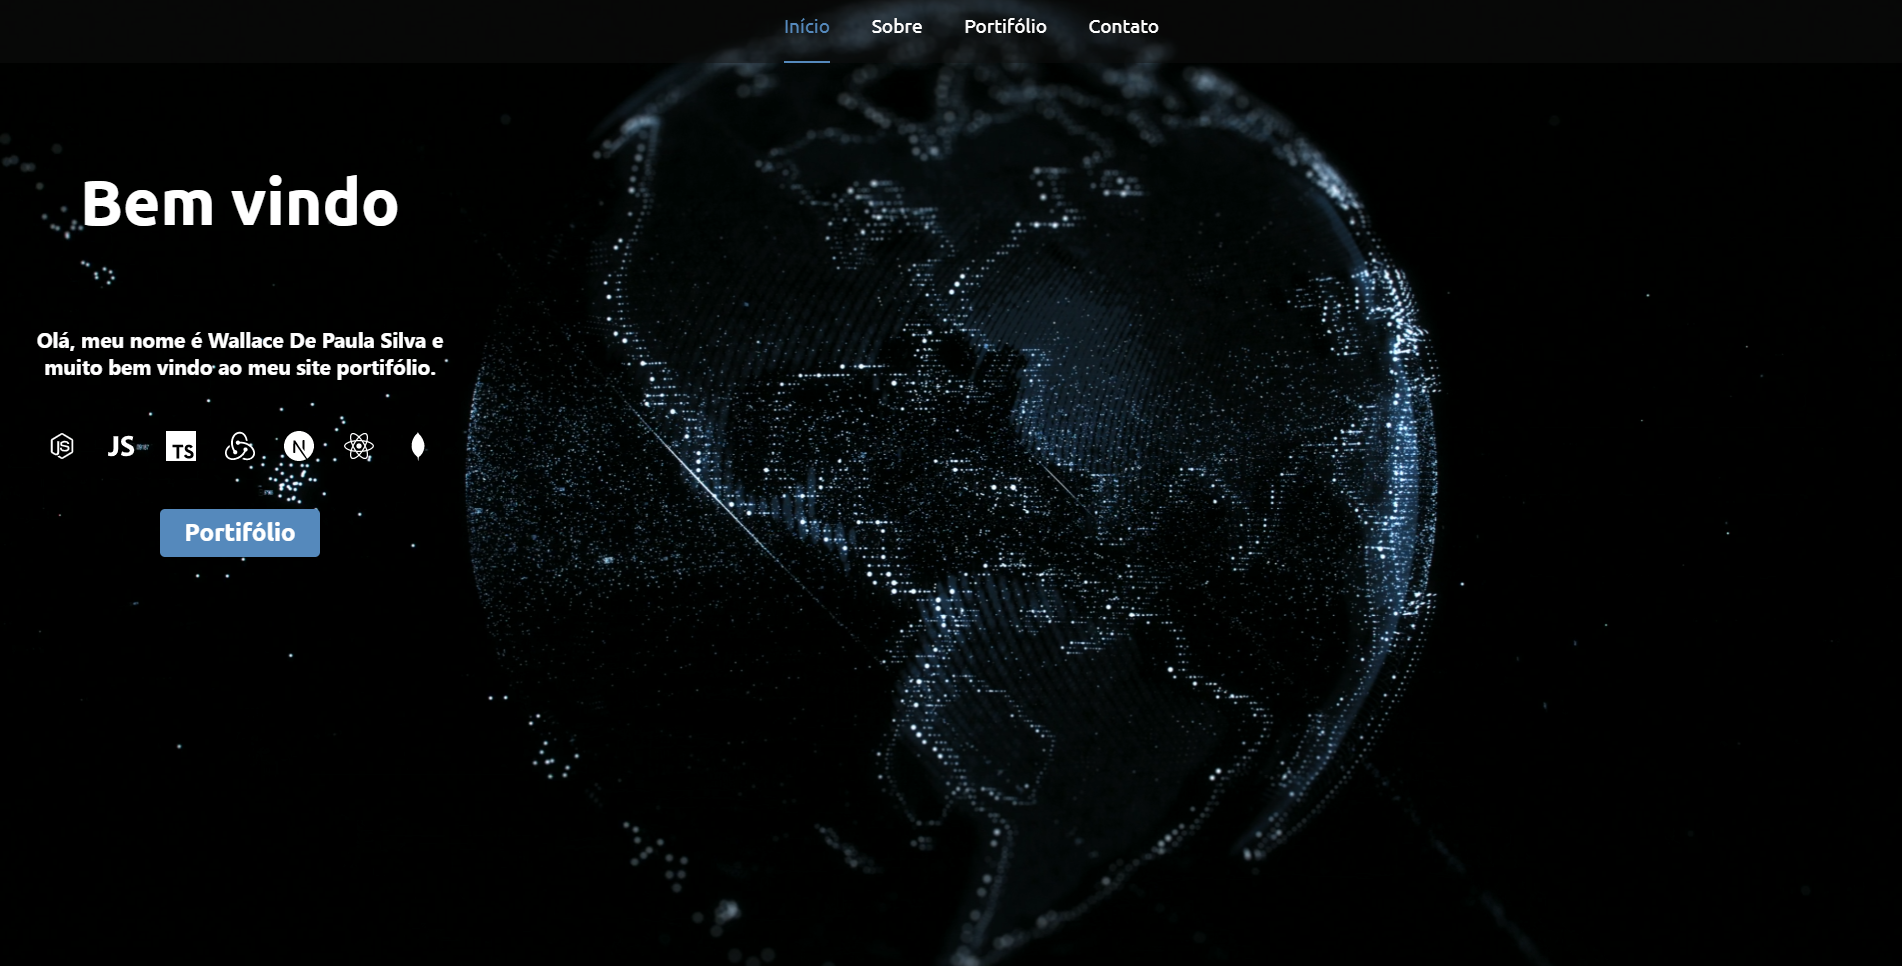 Início Sobre Portifólio Contato
Bem vindo
Olá, meu nome é Wallace De Paula Silva e
muito bem vindo ao meu site portifólio.
JS JS TS N
Portifólio